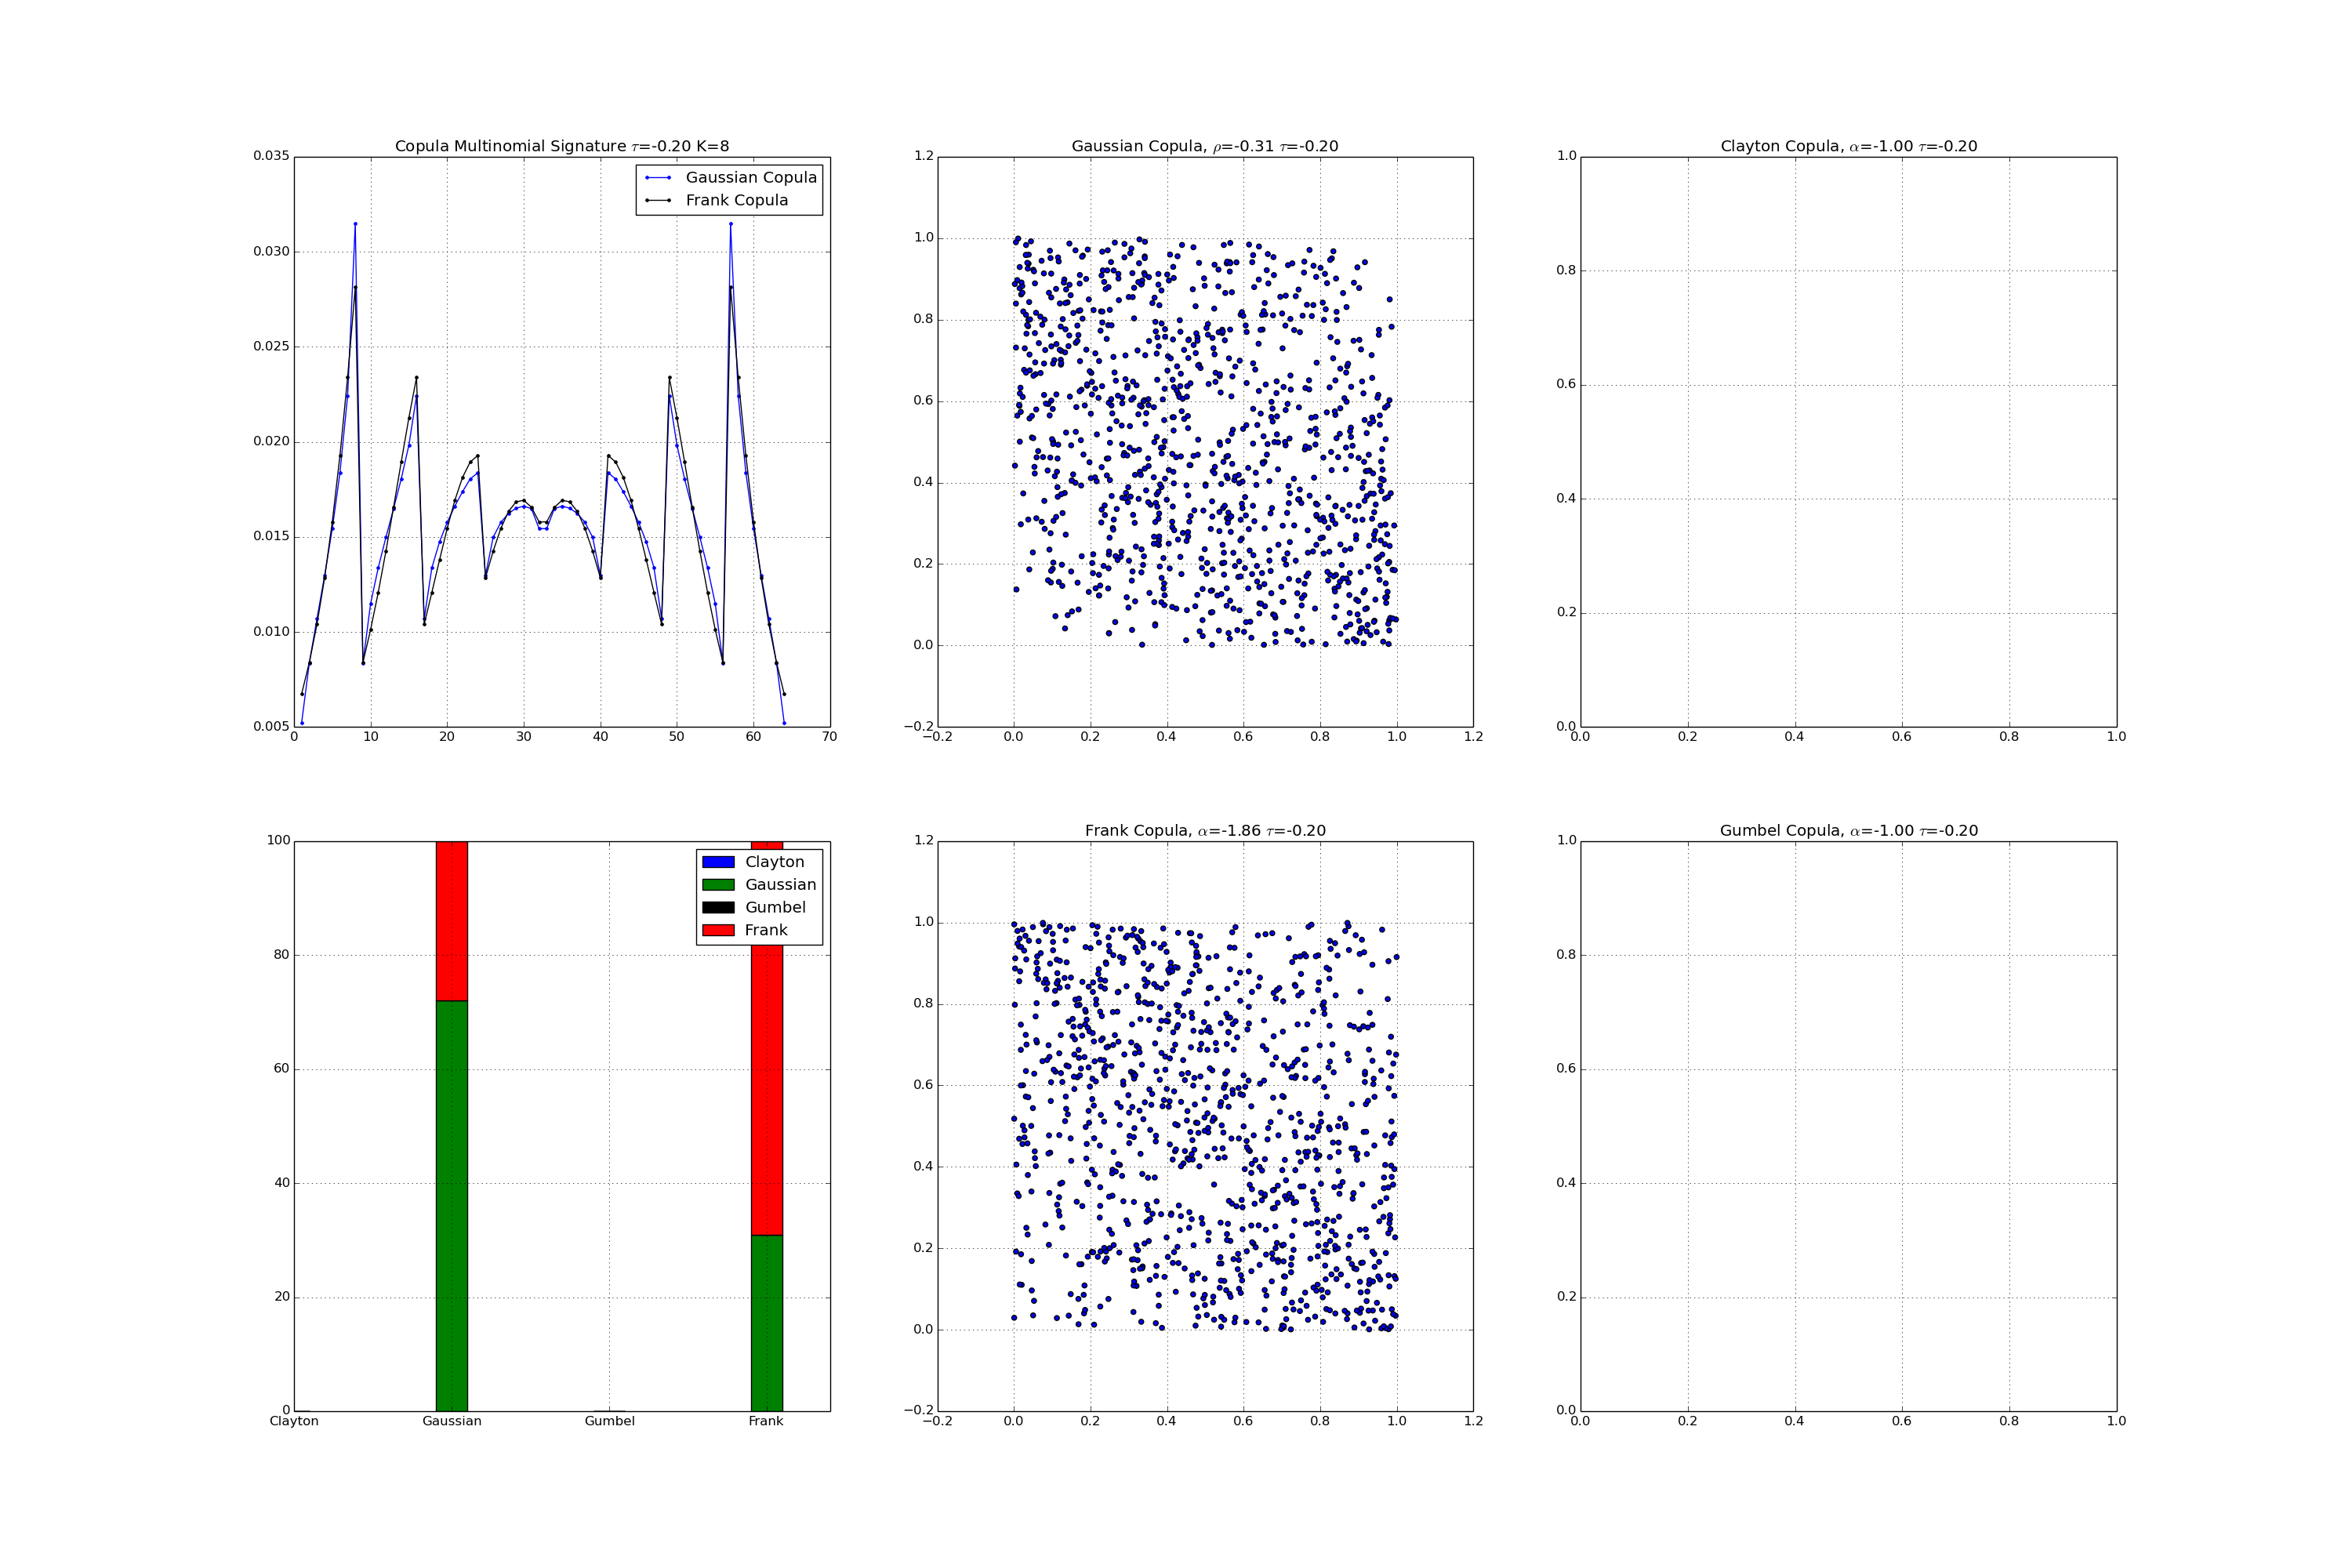 Copula Multinomial Signature τ=-0.20 K=8
0.035
0.030
0.025
0.020
0.015
0.010
0.005
0 10 20 30 40 50 60 70
Gaussian Copula
Frank Copula
Gaussian Copula, ρ=-0.31 τ=-0.20
1.2
1.0
0.8
0.6
0.4
0.2
0.0
−0.2
−0.2 0.0 0.2 0.4 0.6 0.8 1.0 1.2
Clayton Copula, α=-1.00 τ=-0.20
1.0
0.8
0.6
0.4
0.2
0.0
0.0 0.2 0.4 0.6 0.8 1.0
100
80
60
40
20
0
Clayton Gaussian Gumbel Frank
Clayton
Gaussian
Gumbel
Frank
Frank Copula, α=-1.86 τ=-0.20
1.2
1.0
0.8
0.6
0.4
0.2
0.0
−0.2
−0.2 0.0 0.2 0.4 0.6 0.8 1.0 1.2
Gumbel Copula, α=-1.00 τ=-0.20
1.0
0.8
0.6
0.4
0.2
0.0
0.0 0.2 0.4 0.6 0.8 1.0